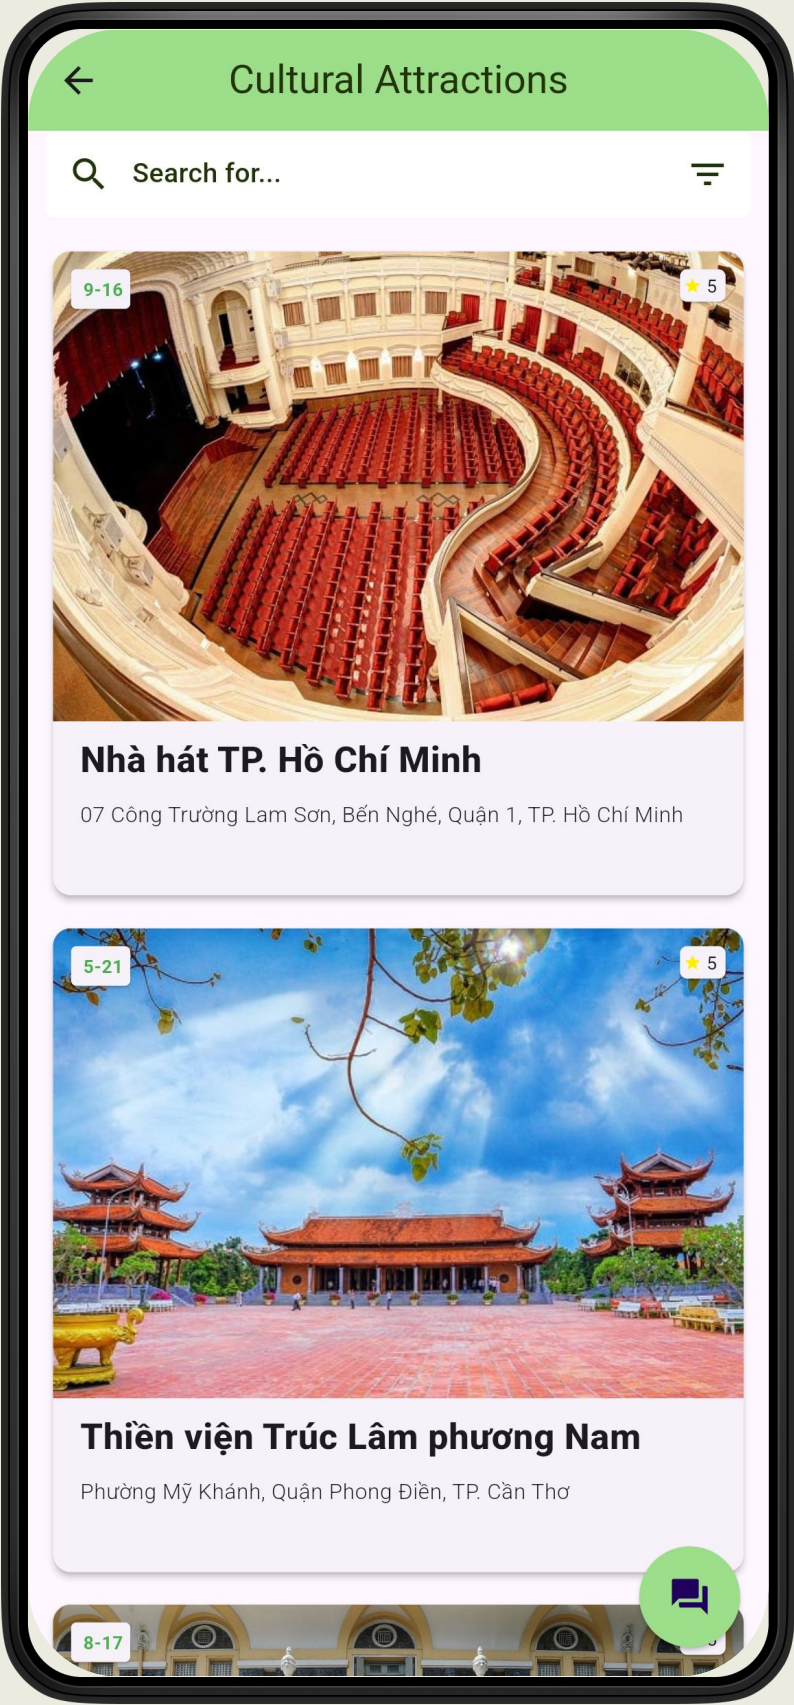 Cultural Attractions
Search for...
9-16
5
Nhà hát TP. Hồ Chí Minh
07 Công Trường Lam Sơn, Bến Nghé, Quận 1, TP. Hồ Chí Minh
5-21
5
Thiền viện Trúc Lâm phương Nam
Phường Mỹ Khánh, Quận Phong Điền, TP. Cần Thơ
8-17